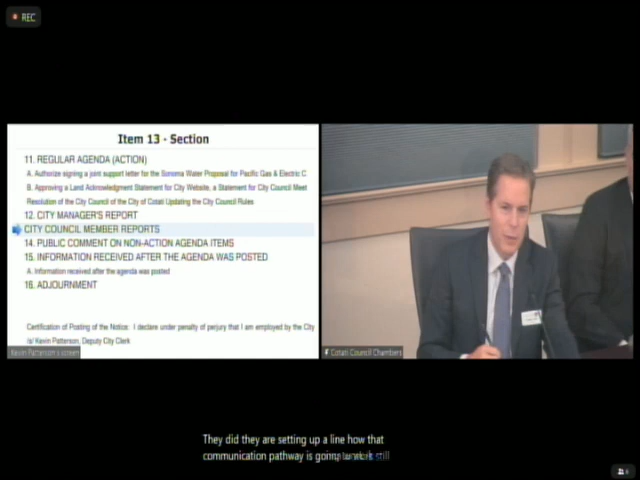 REC
Item 13 - Section
11. REGULAR AGENDA (ACTION)
A. Authorize signing a joint support letter for the Sonoma Water Proposal for Pacific Gas & Electric C
B. Approving a Land Acknowledgment Statement for City Website, a Statement for City Council Meet
Resolution of the City Council of the City of Cotati Updating the City Council Rules
12. CITY MANAGER'S REPORT
CITY COUNCIL MEMBER REPORTS
14. PUBLIC COMMENT ON NON-ACTION AGENDA ITEMS
15. INFORMATION RECEIVED AFTER THE AGENDA WAS POSTED
A. Information received after the agenda was posted
16. ADJOURNMENT
Certification of Posting of the Notice: I declare under penalty of perjury that I am employed by the City
/s/ Kevin Patterson, Deputy City Clerk
Kevin Patterson's screen
Cotati Council Chambers
They did they are setting up a line how that
communication pathway is going still